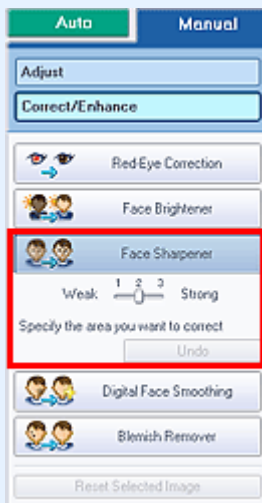 Auto Manual
Adjust
Correct/Enhance
Red-Eye Correction
Face Brightener
Face Sharpener
1 2 3
Weak Strong
Specify the area you want to correct
Undo
Digital Face Smoothing
Blemish Remover
Reset Selected Image